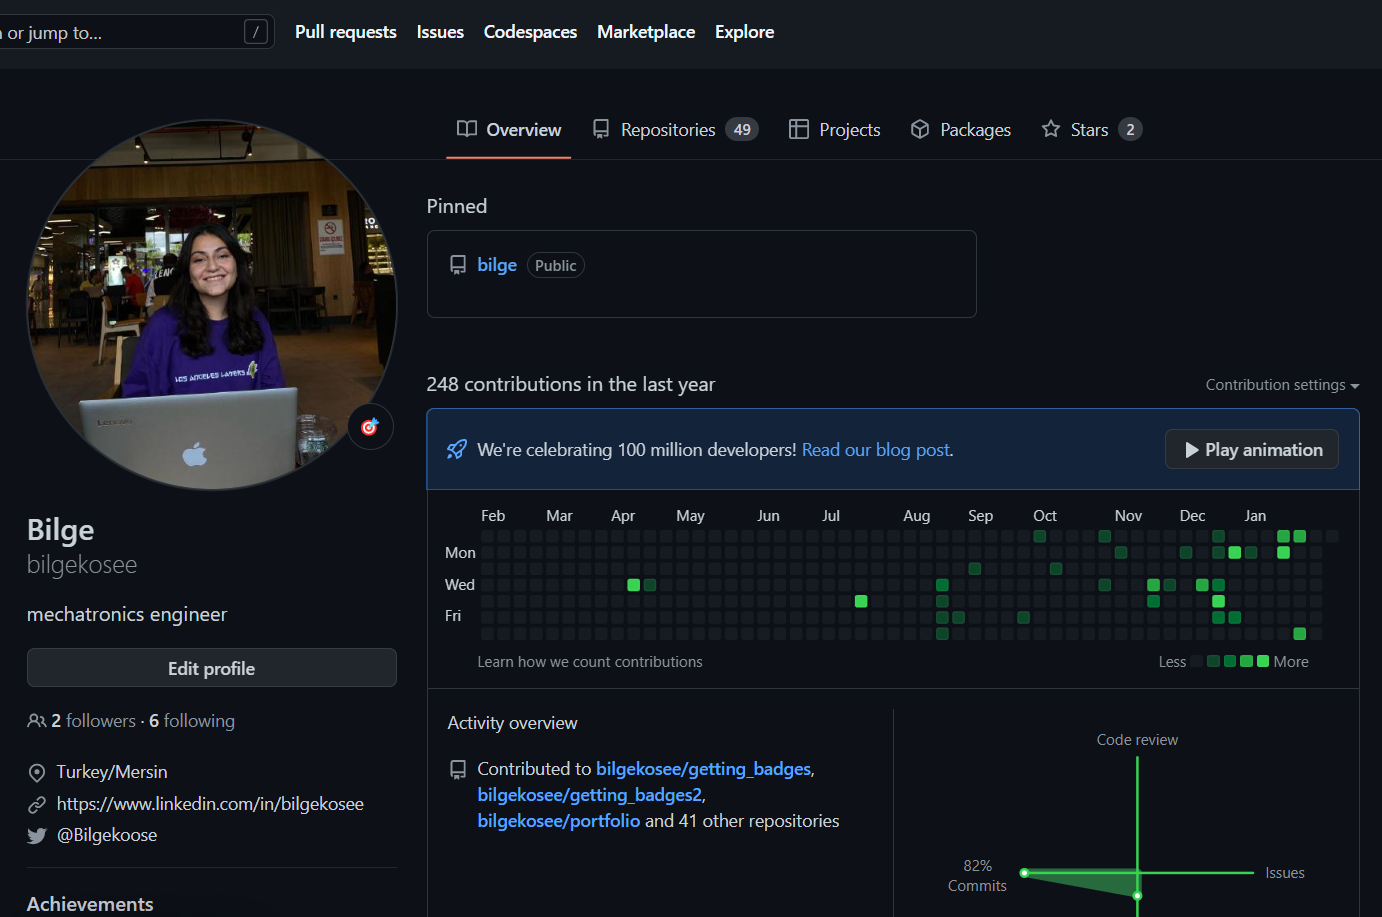 or jump to...
/
Pull requests
Issues
Codespaces
Marketplace
Explore
Overview
Repositories 49
Projects
Packages
Stars 2
LOS ANGELES LAKERS
Lenovo
Bilge
bilgekosee
mechatronics engineer
Edit profile
2 followers · 6 following
Turkey/Mersin
https://www.linkedin.com/in/bilgekosee
@Bilgekoose
Achievements
Pinned
bilge Public
248 contributions in the last year
Contribution settings
We're celebrating 100 million developers! Read our blog post.
Play animation
Feb Mar Apr May Jun Jul Aug Sep Oct Nov Dec Jan
Mon
Wed
Fri
Learn how we count contributions
Less More
Activity overview
Contributed to bilgekosee/getting_badges,
bilgekosee/getting_badges2,
bilgekosee/portfolio and 41 other repositories
Code review
82%
Commits
Issues